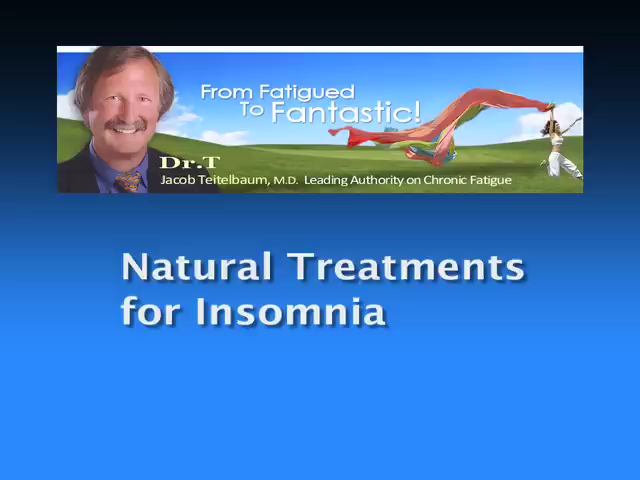 From Fatigued
To Fantastic!
Dr.T
Jacob Teitelbaum, M.D. Leading Authority on Chronic Fatigue
Natural Treatments
for Insomnia